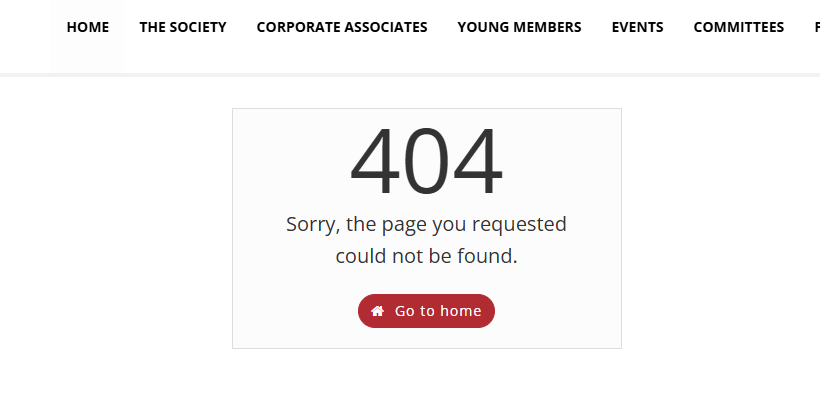 HOME THE SOCIETY CORPORATE ASSOCIATES YOUNG MEMBERS EVENTS COMMITTEES
404
Sorry, the page you requested
could not be found.
Go to home